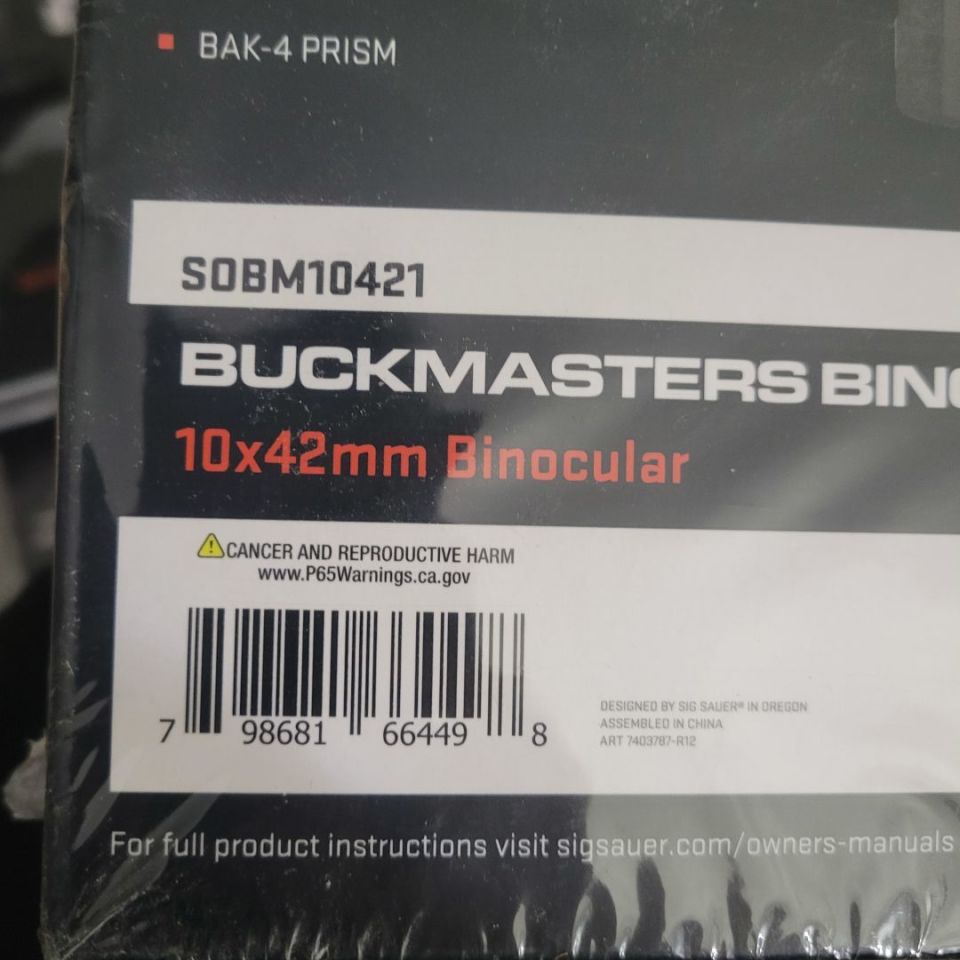 BAK-4 PRISM
SOBM10421
BUCKMASTERS
10x42mm Binocular
CANCER AND REPRODUCTIVE HARM
www.P65Warnings.ca.gov
7 98681 66449 8
DESIGNED BY SIG SAUER® IN OREGON
ASSEMBLED IN CHINA
ART 7403787-R12
For full product instructions visit sigsauer.com/owners-manuals